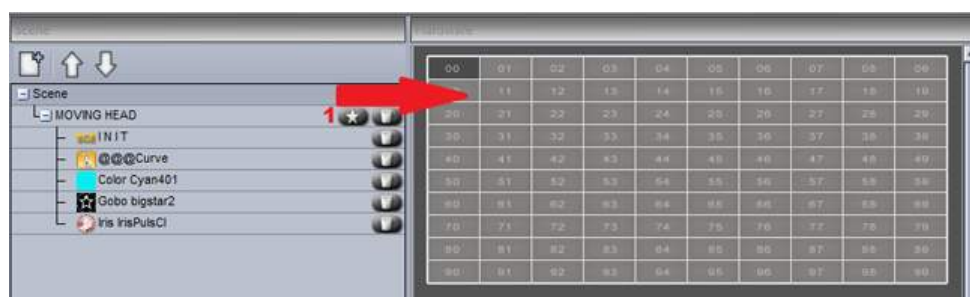 Scene
Scene
MOVING HEAD
1
INIT
@@@Curve
Color Cyan401
Gobo bigstar2
Iris IrisPulsCl
Hardware
00 01 02 03 04 05 06 07 08 09
11 12 13 14 15 16 17 18 19
20 21 22 23 24 25 26 27 28 29
30 31 32 33 34 35 36 37 38 39
40 41 42 43 44 45 46 47 48 49
50 51 52 53 54 55 56 57 58 59
60 61 62 63 64 65 66 67 68 69
70 71 72 73 74 75 76 77 78 79
80 81 82 83 84 85 86 87 88 89
90 91 92 93 94 95 96 97 98 99